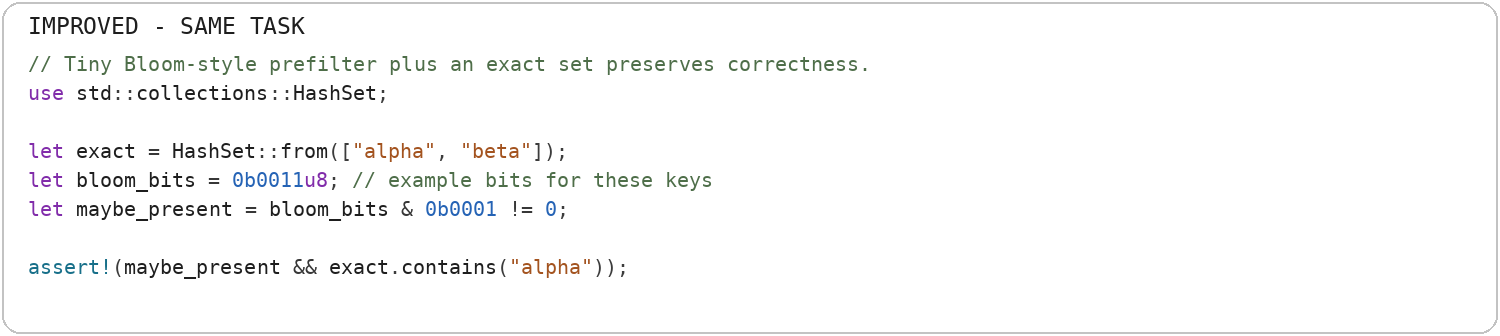 IMPROVED - SAME TASK
// Tiny Bloom-style prefilter plus an exact set preserves correctness.
use std::collections::HashSet;
let exact = HashSet::from(["alpha", "beta"]);
let bloom_bits = 0b0011u8; // example bits for these keys
let maybe_present = bloom_bits & 0b0001 != 0;
assert!(maybe_present && exact.contains("alpha"));